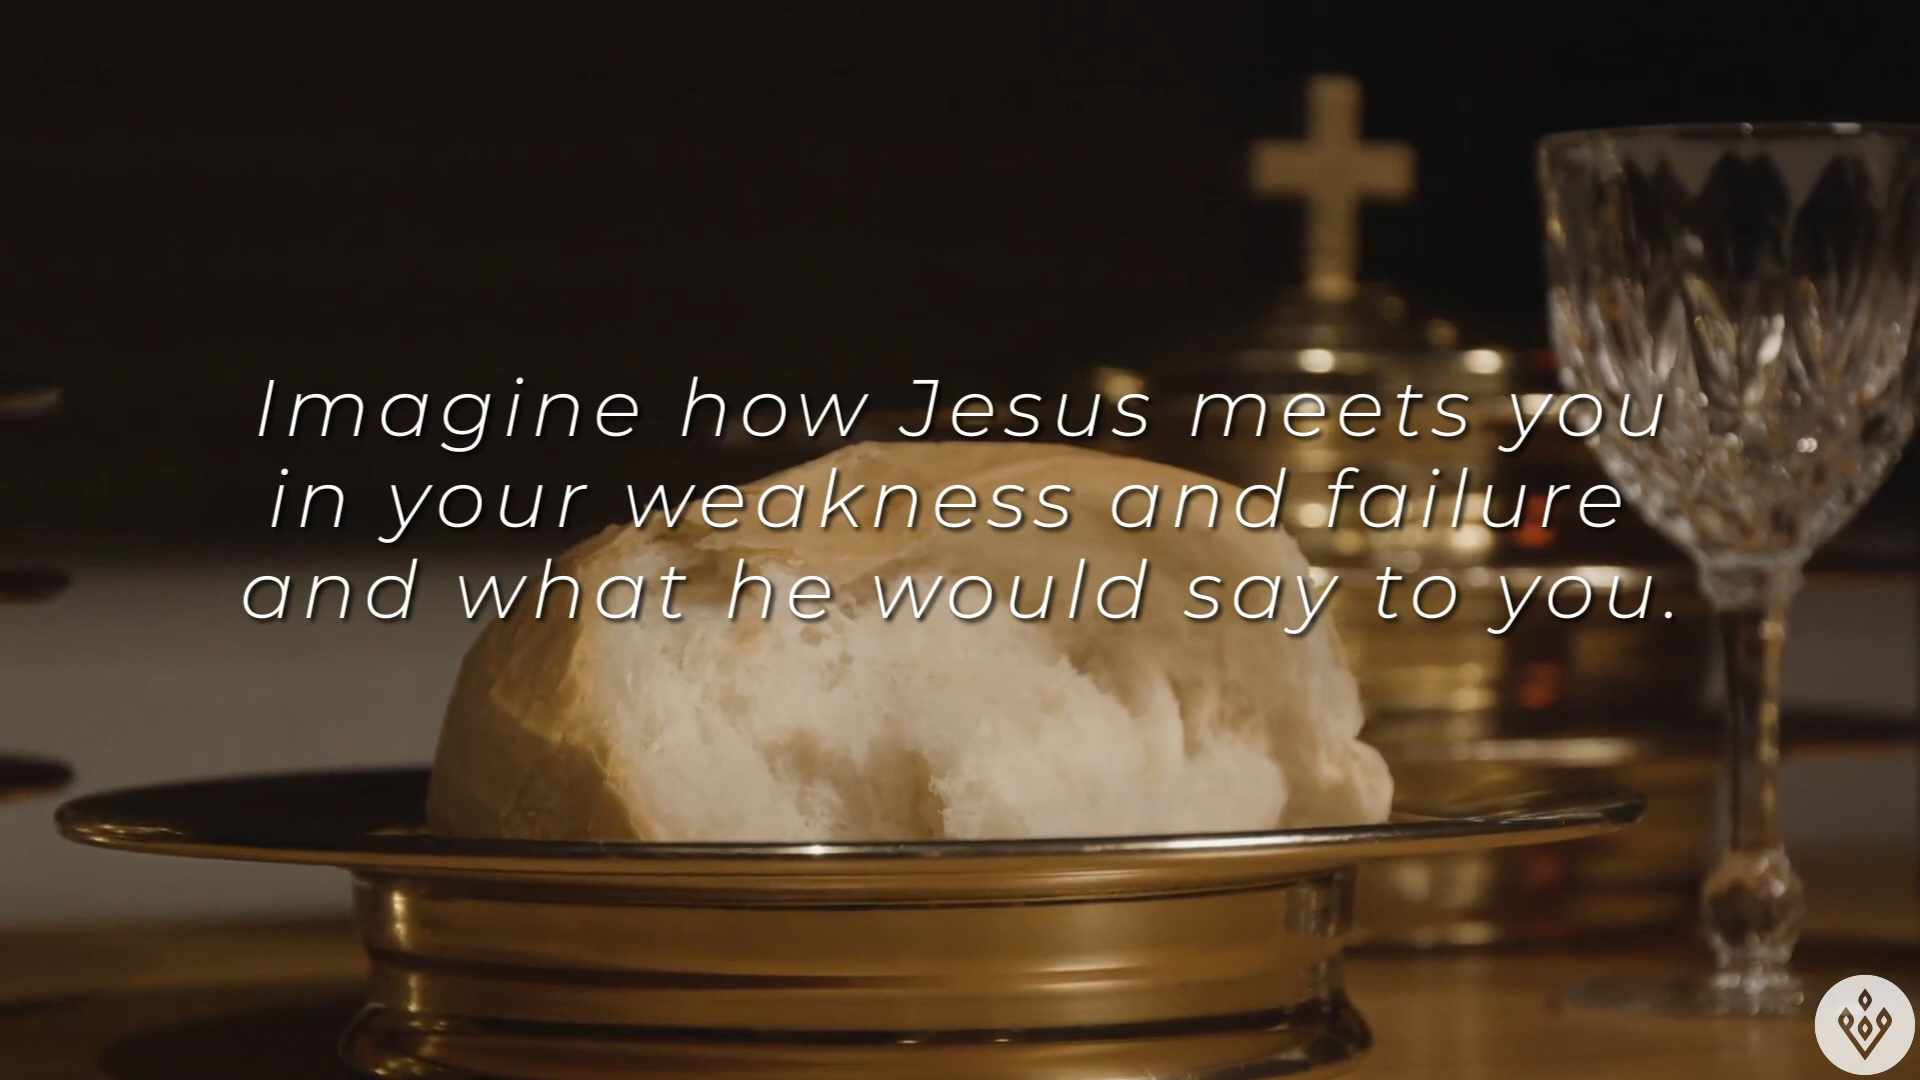 Imagine how Jesus meets you
in your weakness and failure
and what he would say to you.